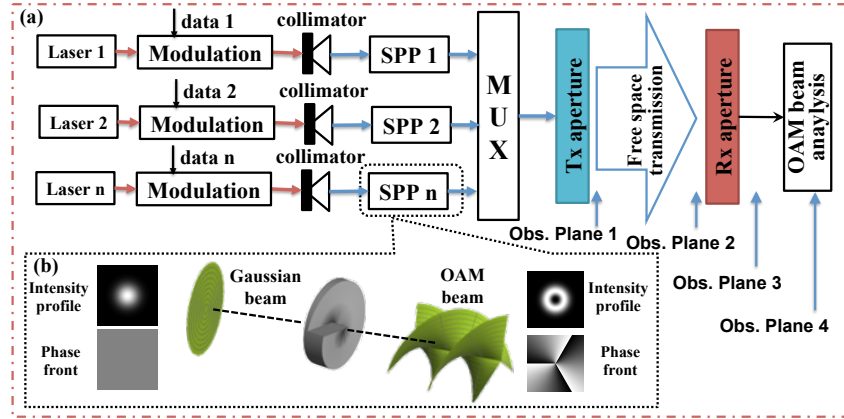 (a)
data 1
collimator
Laser 1
Modulation
SPP 1
data 2
collimator
Laser 2
Modulation
SPP 2
data n
collimator
Laser n
Modulation
SPP n
MUX
Tx aperture
Free space
transmission
Rx aperture
OAM beam
anaylysis
Obs. Plane 1
Obs. Plane 2
Obs. Plane 3
Obs. Plane 4
(b)
Intensity
profile
Phase
front
Gaussian
beam
OAM
beam
Intensity
profile
Phase
front